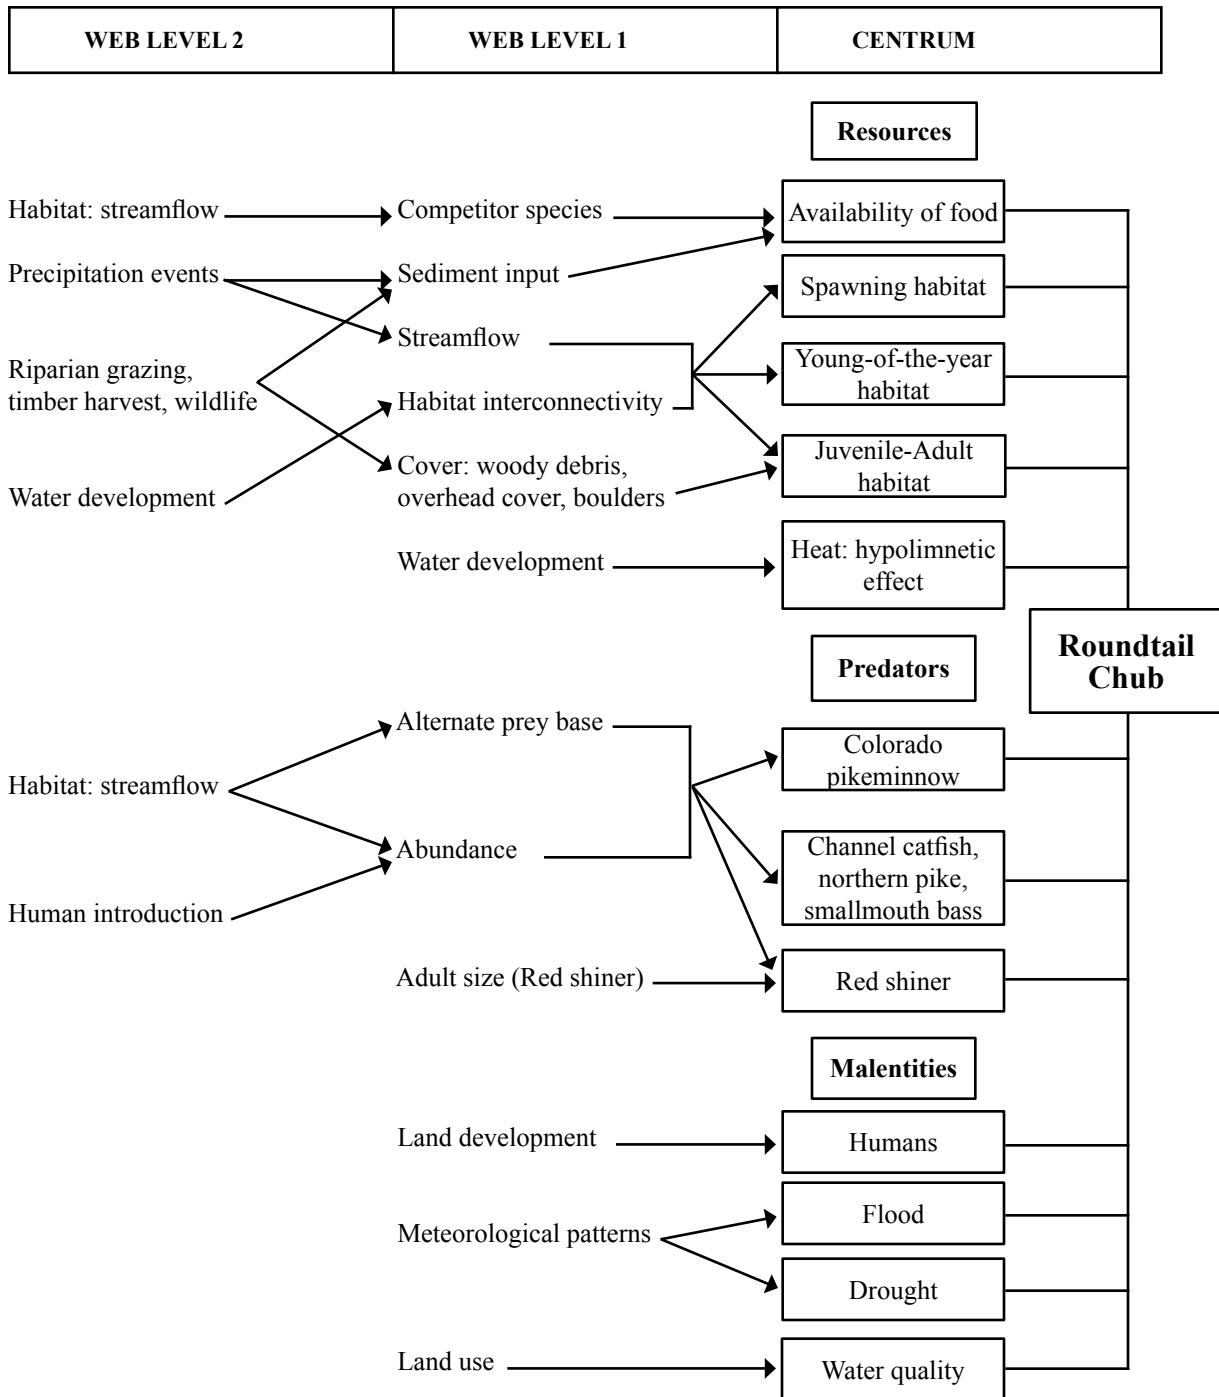 WEB LEVEL 2
WEB LEVEL 1
CENTRUM
Resources
Habitat: streamflow
Competitor species
Availability of food
Precipitation events
Sediment input
Spawning habitat
Streamflow
Young-of-the-year
habitat
Riparian grazing,
timber harvest, wildlife
Habitat interconnectivity
Juvenile-Adult
habitat
Cover: woody debris,
overhead cover, boulders
Water development
Water development
Heat: hypolimnetic
effect
Roundtail
Chub
Predators
Alternate prey base
Colorado
pikeminnow
Habitat: streamflow
Abundance
Channel catfish,
northern pike,
smallmouth bass
Human introduction
Adult size (Red shiner)
Red shiner
Malentities
Land development
Humans
Meteorological patterns
Flood
Drought
Land use
Water quality